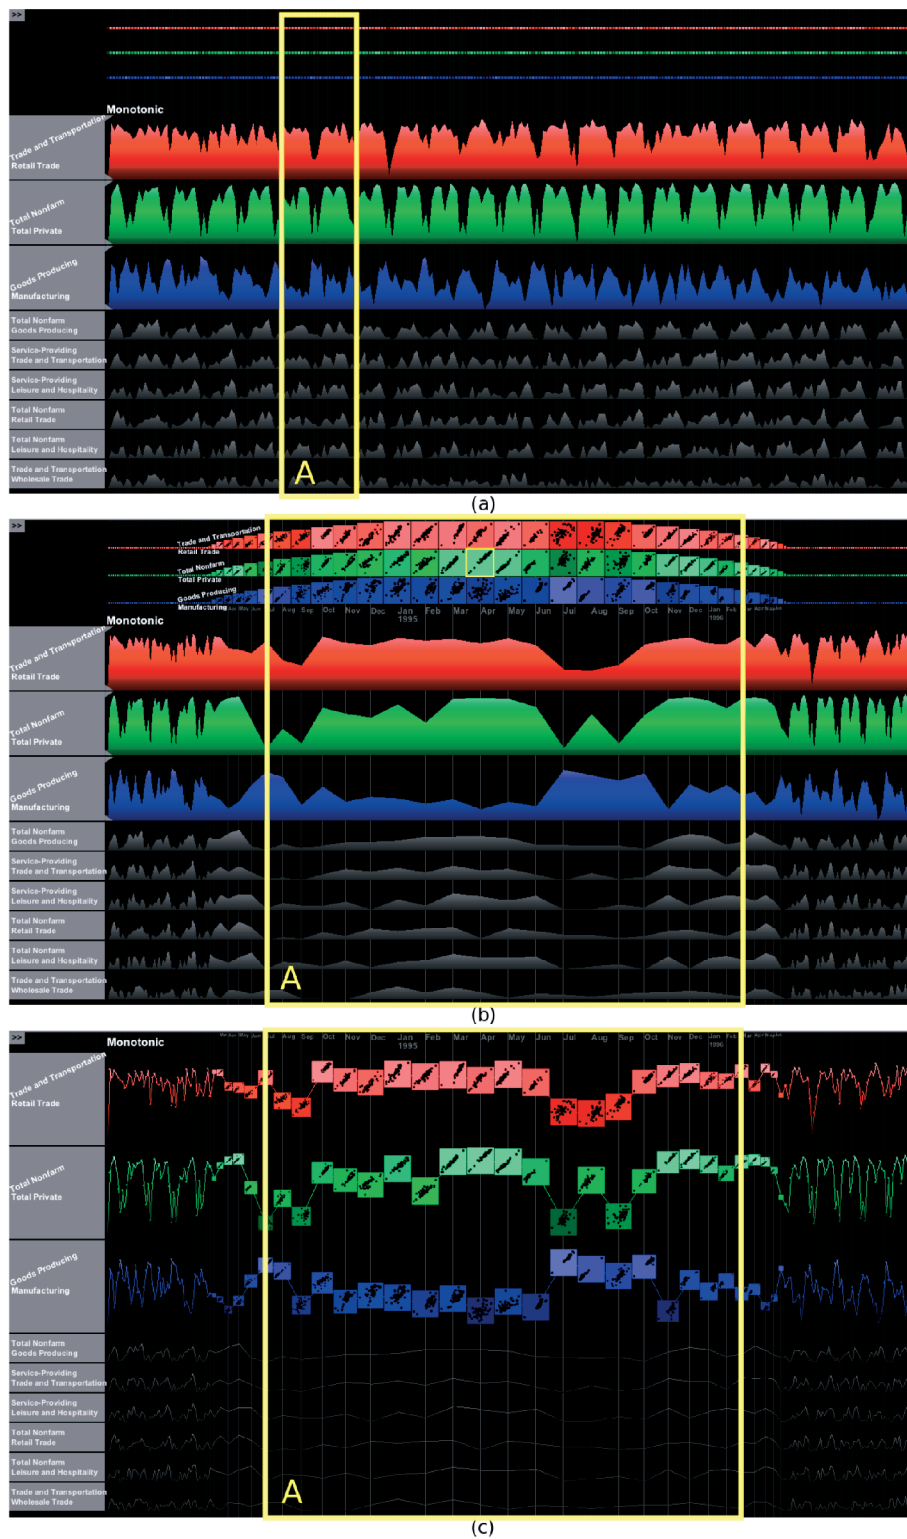 >>
Monotonic
Trade and Transportation
Retail Trade
Total Nonfarm
Total Private
Goods Producing
Manufacturing
Total Nonfarm
Goods Producing
Service-Providing
Trade and Transportation
Service-Providing
Leisure and Hospitality
Total Nonfarm
Retail Trade
Total Nonfarm
Leisure and Hospitality
Trade and Transportation
Wholesale Trade
A
(a)
>>
Trade and Transportation
Retail Trade
Total Nonfarm
Total Private
Goods Producing
Manufacturing
May Jun Jul Aug Sep Oct Nov Dec Jan Feb Mar Apr May Jun Jul Aug Sep Oct Nov Dec Jan Feb Mar Apr
1995 1996
Monotonic
Trade and Transportation
Retail Trade
Total Nonfarm
Total Private
Goods Producing
Manufacturing
Total Nonfarm
Goods Producing
Service-Providing
Trade and Transportation
Service-Providing
Leisure and Hospitality
Total Nonfarm
Retail Trade
Total Nonfarm
Leisure and Hospitality
Trade and Transportation
Wholesale Trade
A
(b)
>>
May Jun Jul Aug Sep Oct Nov Dec Jan Feb Mar Apr May Jun Jul Aug Sep Oct Nov Dec Jan Feb Mar Apr
1995 1996
Monotonic
Trade and Transportation
Retail Trade
Total Nonfarm
Total Private
Goods Producing
Manufacturing
Total Nonfarm
Goods Producing
Service-Providing
Trade and Transportation
Service-Providing
Leisure and Hospitality
Total Nonfarm
Retail Trade
Total Nonfarm
Leisure and Hospitality
Trade and Transportation
Wholesale Trade
A
(c)